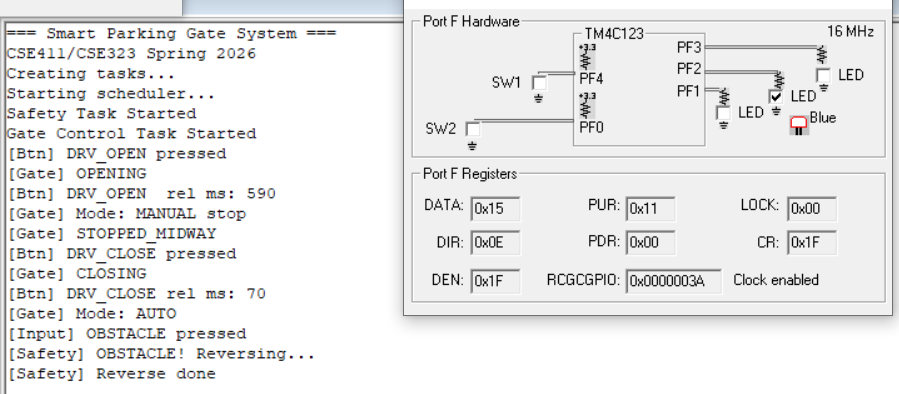 === Smart Parking Gate System ===
CSE411/CSE323 Spring 2026
Creating tasks...
Starting scheduler...
Safety Task Started
Gate Control Task Started
[Btn] DRV_OPEN pressed
[Gate] OPENING
[Btn] DRV_OPEN  rel ms: 590
[Gate] Mode: MANUAL stop
[Gate] STOPPED_MIDWAY
[Btn] DRV_CLOSE pressed
[Gate] CLOSING
[Btn] DRV_CLOSE rel ms: 70
[Gate] Mode: AUTO
[Input] OBSTACLE pressed
[Safety] OBSTACLE! Reversing...
[Safety] Reverse done
Port F Hardware
TM4C123
16 MHz
+3.3
PF3
PF2
PF1
SW1
PF4
+3.3
SW2
PF0
LED
LED
LED
Blue
Port F Registers
DATA: 0x15 PUR: 0x11 LOCK: 0x00
DIR: 0x0E PDR: 0x00 CR: 0x1F
DEN: 0x1F RCGCGPIO: 0x0000003A Clock enabled